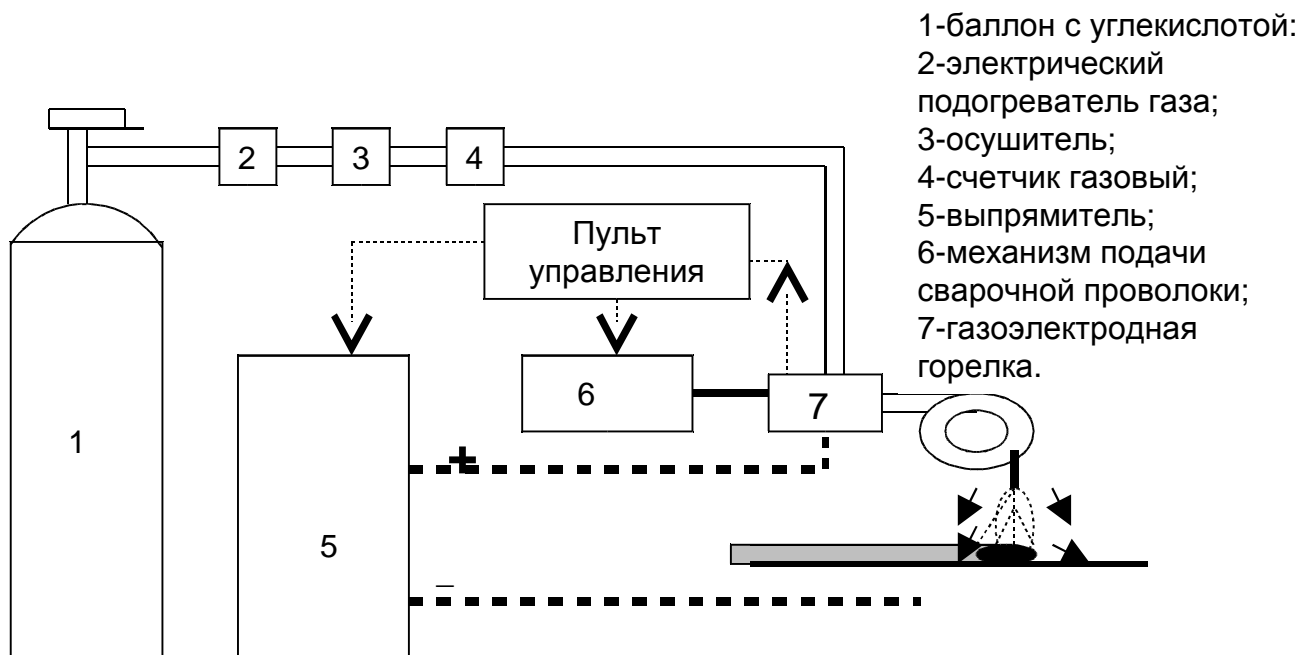 1-баллон с углекислотой:
2-электрический
подогреватель газа;
3-осушитель;
4-счетчик газовый;
5-выпрямитель;
6-механизм подачи
сварочной проволоки;
7-газоэлектродная
горелка.
2
3
4
Пульт
управления
6
7
1
+
5
–